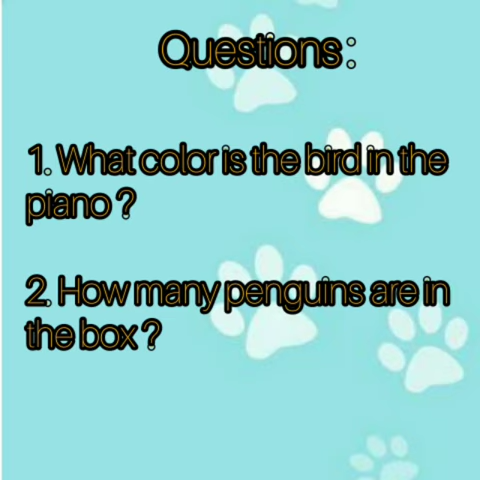 Questions :
1. What color is the bird in the
piano ?
2. How many penguins are in
the box ?